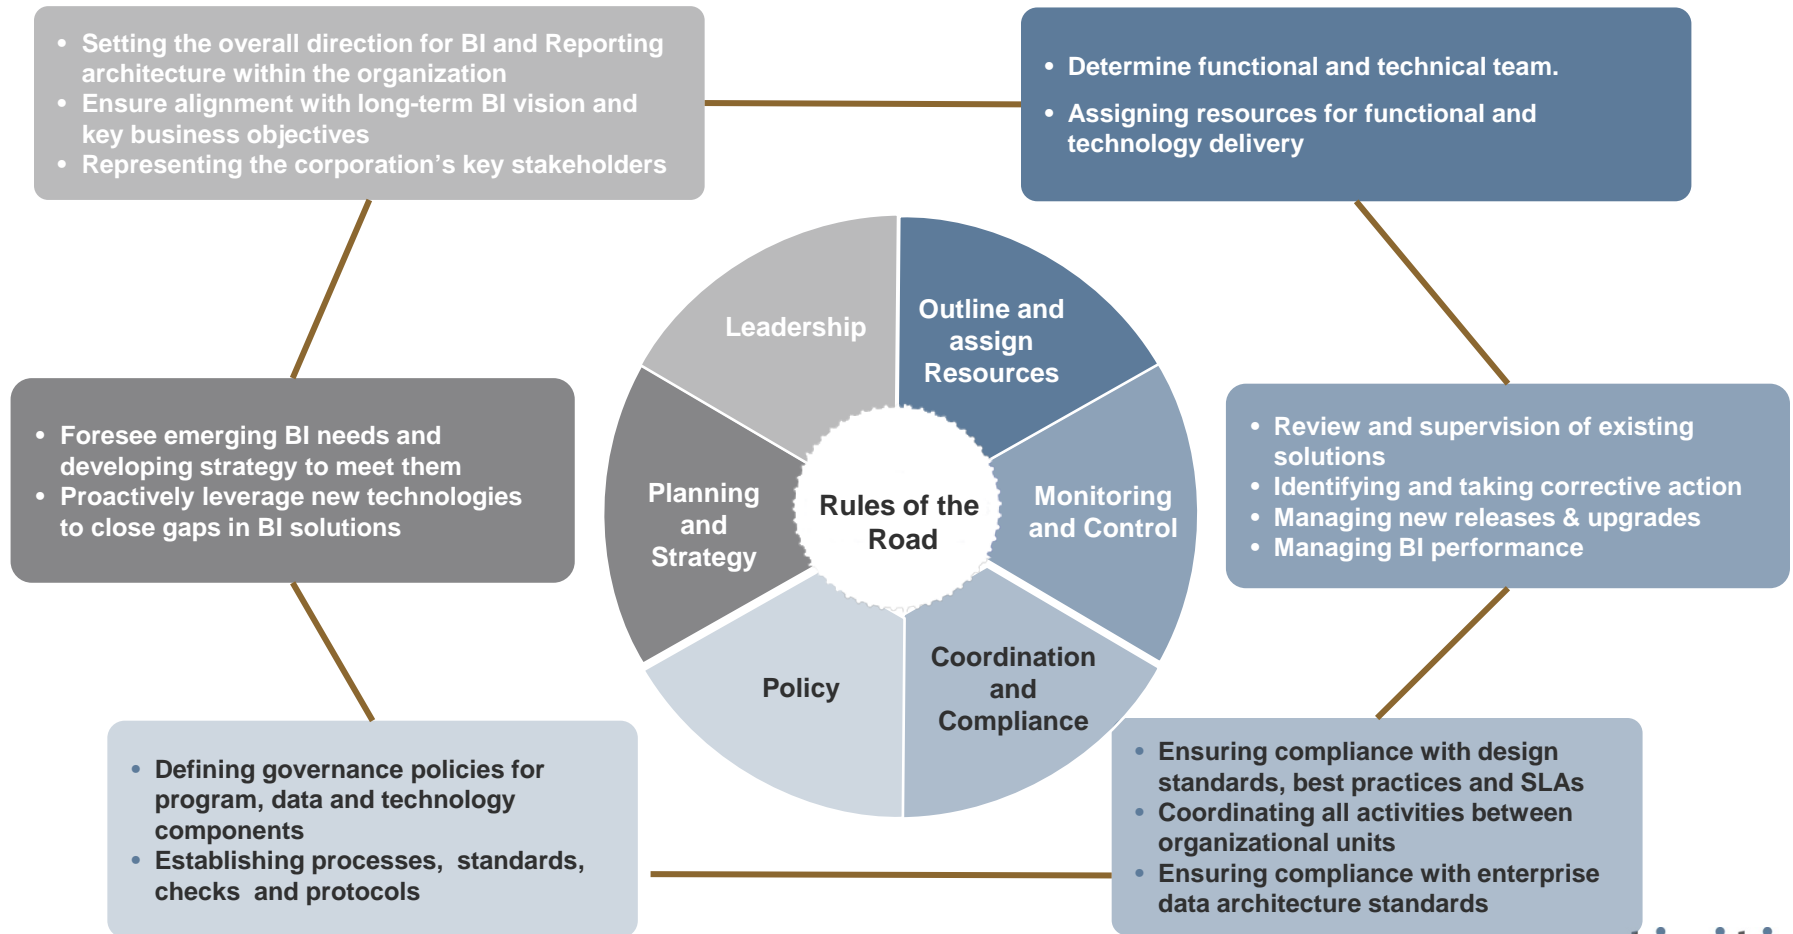 • Setting the overall direction for BI and Reporting
architecture within the organization
• Ensure alignment with long-term BI vision and
key business objectives
• Representing the corporation’s key stakeholders
• Determine functional and technical team.
• Assigning resources for functional and
technology delivery
Leadership
Outline and
assign
Resources
• Foresee emerging BI needs and
developing strategy to meet them
• Proactively leverage new technologies
to close gaps in BI solutions
Planning
and
Strategy
Rules of the
Road
Monitoring
and Control
• Review and supervision of existing
solutions
• Identifying and taking corrective action
• Managing new releases & upgrades
• Managing BI performance
Policy
Coordination
and
Compliance
• Defining governance policies for
program, data and technology
components
• Establishing processes,  standards,
checks  and protocols
• Ensuring compliance with design
standards, best practices and SLAs
• Coordinating all activities between
organizational units
• Ensuring compliance with enterprise
data architecture standards